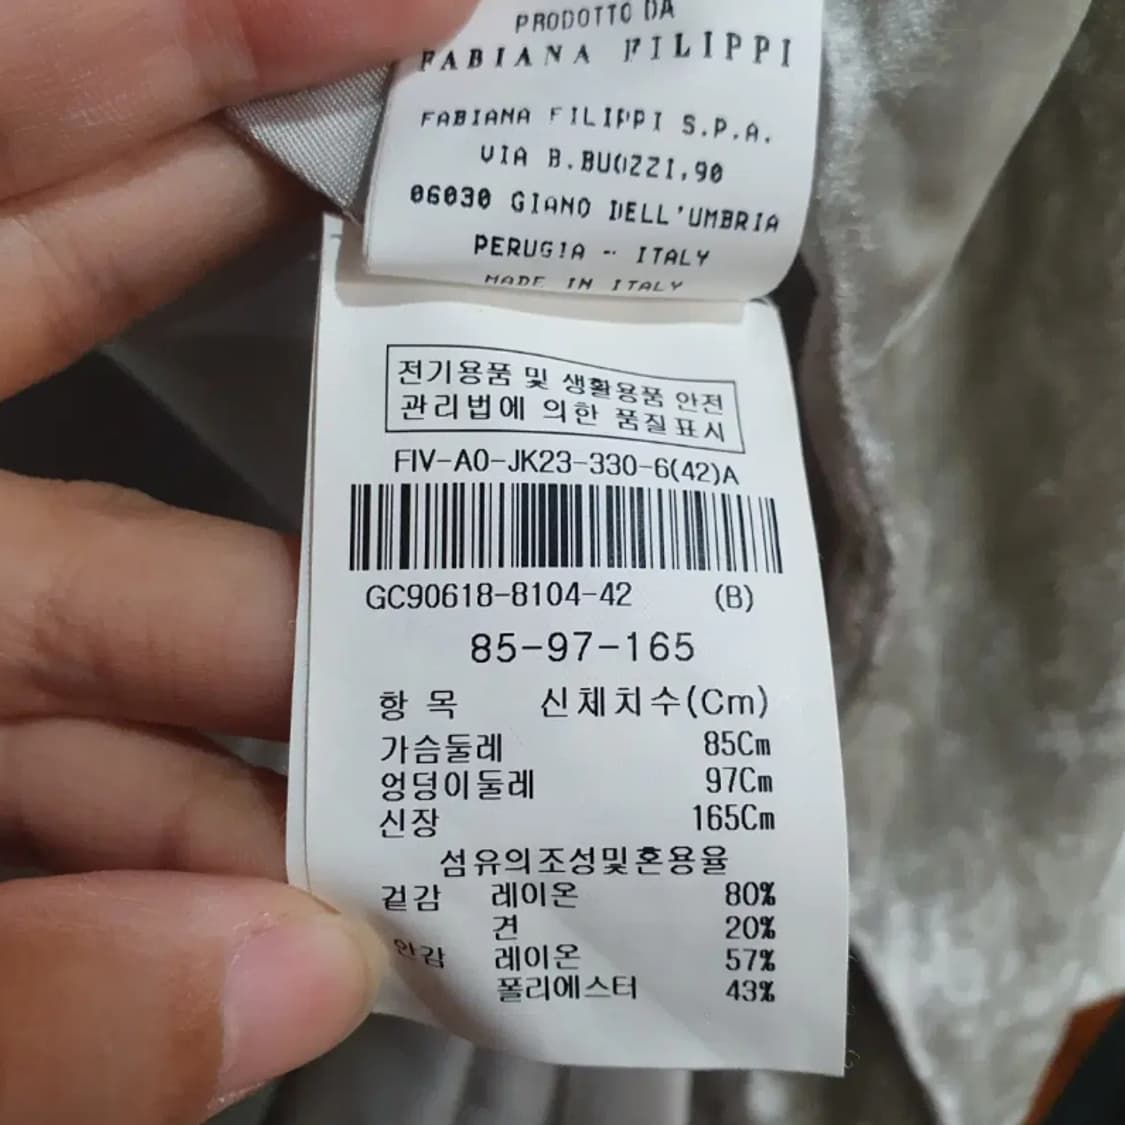 PRODOTTO DA
FABIANA FILIPPI
FABIANA FILIPPI S.P.A.
VIA B.BUOZZI,90
06030 GIANO DELL'UMBRIA
PERUGIA - ITALY
MADE IN ITALY
전기용품 및 생활용품 안전
관리법에 의한 품질표시
FIV-A0-JK23-330-6(42)A
GC90618-8104-42 (B)
85-97-165
항 목 신체치수(Cm)
가슴둘레 85Cm
엉덩이둘레 97Cm
신장 165Cm
섬유의조성및혼용율
겉감 레이온 80%
견 20%
안감 레이온 57%
폴리에스터 43%